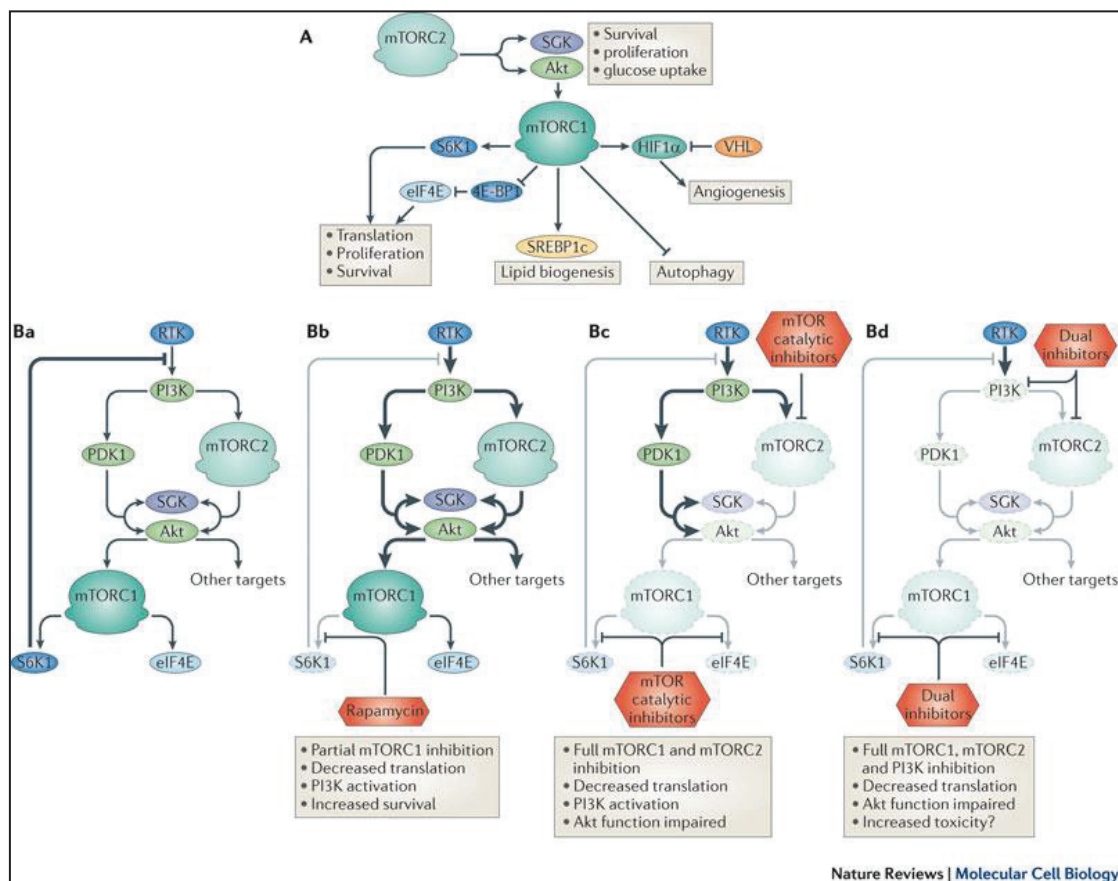 A
mTORC2
SGK
Akt
• Survival
• proliferation
• glucose uptake
mTORC1
S6K1
HIF1α
VHL
eIF4E
4E-BP1
Angiogenesis
• Translation
• Proliferation
• Survival
SREBP1c
Lipid biogenesis
Autophagy
Ba
RTK
PI3K
PDK1
mTORC2
SGK
Akt
Other targets
mTORC1
S6K1
eIF4E
Bb
RTK
PI3K
PDK1
mTORC2
SGK
Akt
Other targets
mTORC1
S6K1
eIF4E
Rapamycin
• Partial mTORC1 inhibition
• Decreased translation
• PI3K activation
• Increased survival
Bc
RTK
mTOR
catalytic
inhibitors
PI3K
PDK1
mTORC2
SGK
Akt
Other targets
mTORC1
S6K1
eIF4E
mTOR
catalytic
inhibitors
• Full mTORC1 and mTORC2
inhibition
• Decreased translation
• PI3K activation
• Akt function impaired
Bd
RTK
Dual
inhibitors
PI3K
PDK1
mTORC2
SGK
Akt
Other targets
mTORC1
S6K1
eIF4E
Dual
inhibitors
• Full mTORC1, mTORC2
and PI3K inhibition
• Decreased translation
• Akt function impaired
• Increased toxicity?
Nature Reviews | Molecular Cell Biology